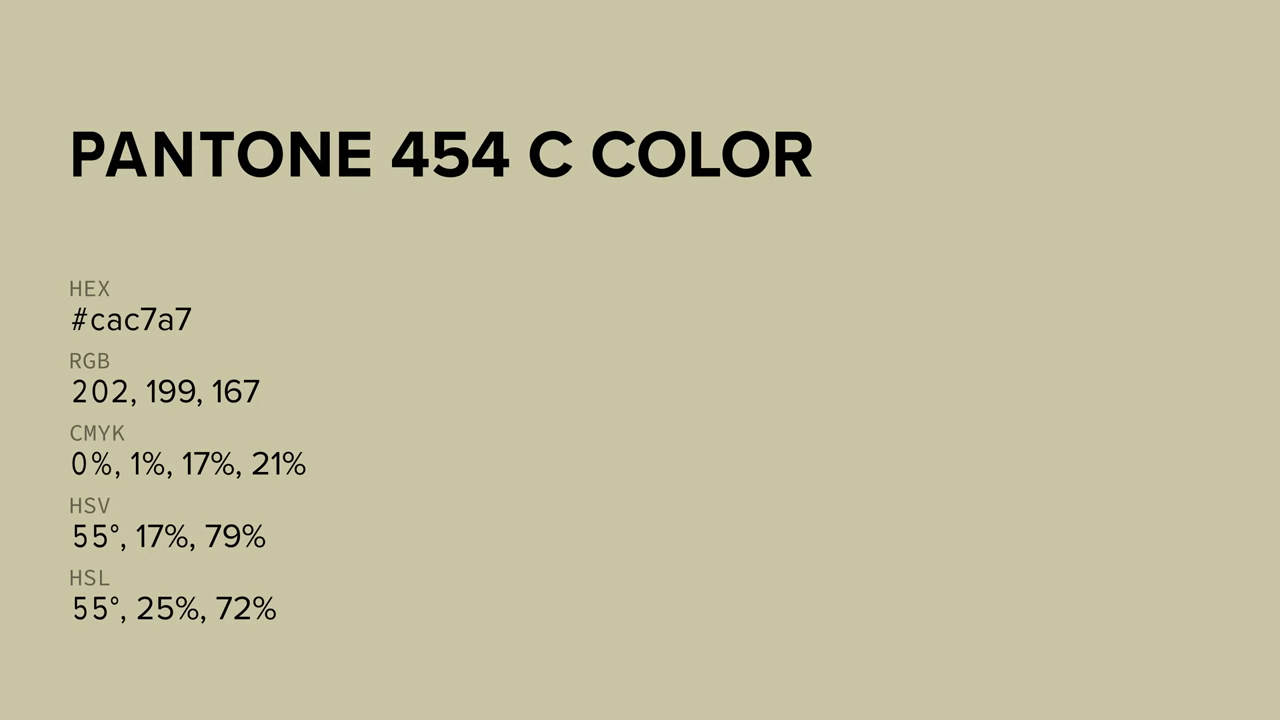 PANTONE 454 C COLOR
HEX
#cac7a7
RGB
202, 199, 167
CMYK
0%, 1%, 17%, 21%
HSV
55°, 17%, 79%
HSL
55°, 25%, 72%